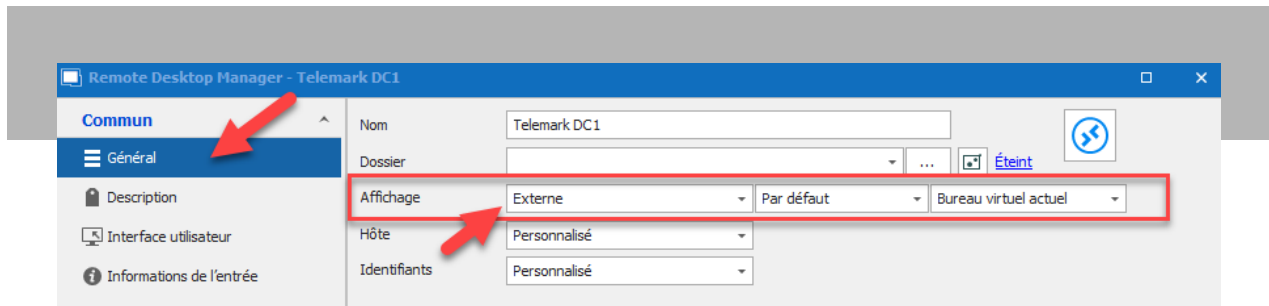 Remote Desktop Manager - Telemark DC1
Commun
Général
Description
Interface utilisateur
Informations de l'entrée
Nom Telemark DC1
Dossier ... Éteint
Affichage Externe Par défaut Bureau virtuel actuel
Hôte Personnalisé
Identifiants Personnalisé